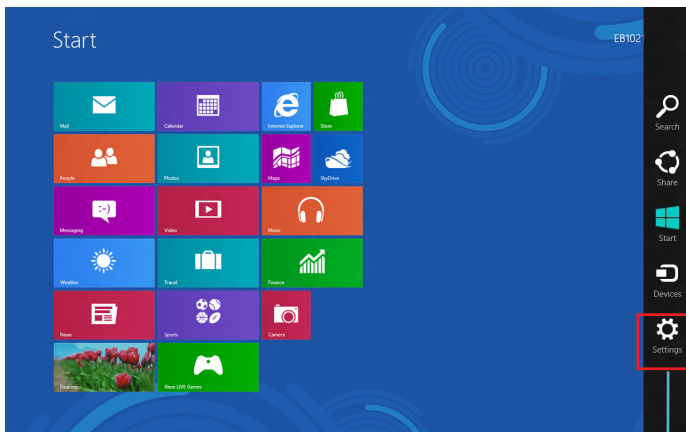 Start
EB1021
Mail
Calendar
Internet Explorer
Store
People
Photos
Maps
SkyDrive
Messaging
:-)
Video
Music
Weather
Travel
Finance
News
Sports
Camera
Desktop
Xbox LIVE Games
Search
Share
Start
Devices
Settings